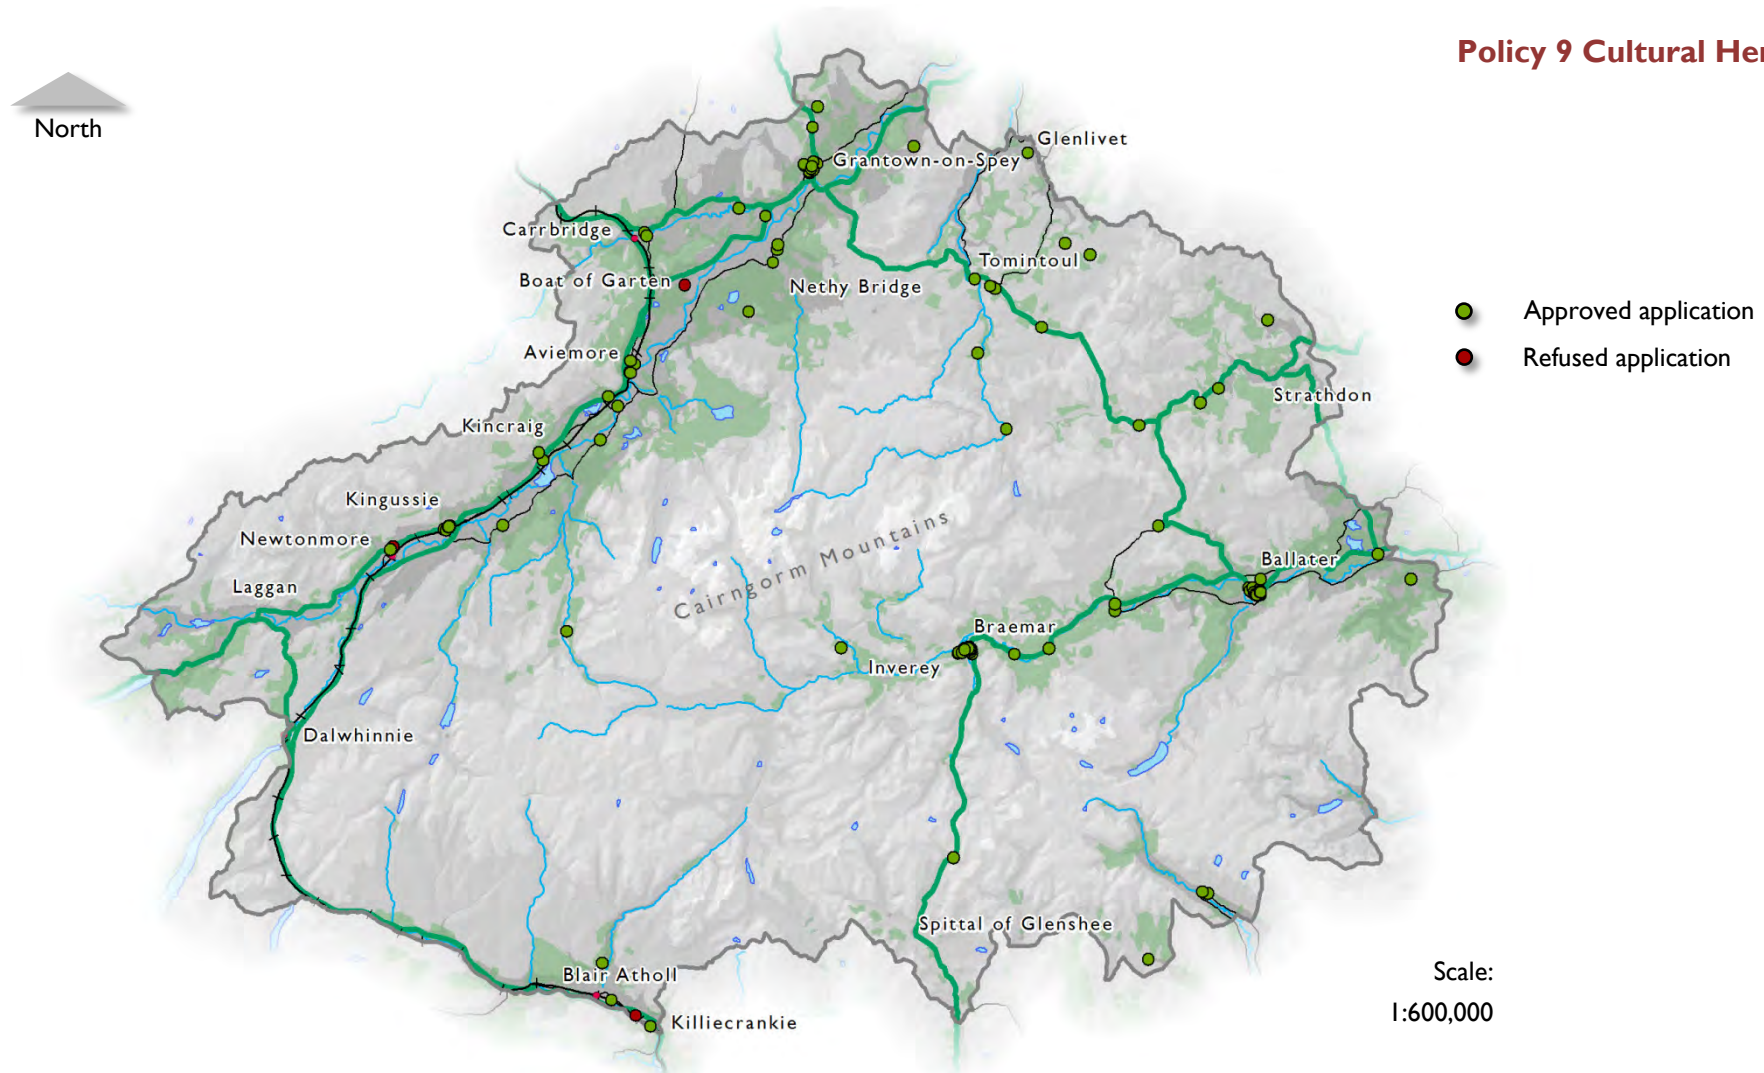 Policy 9 Cultural Her
North
Glenlivet
Grantown-on-Spey
Carrbridge
Tomintoul
Boat of Garten
Nethy Bridge
Approved application
Aviemore
Refused application
Strathdon
Kincraig
Kingussie
Newtonmore
Cairngorm Mountains
Ballater
Laggan
Braemar
Inverey
Dalwhinnie
Spittal of Glenshee
Blair Atholl
Scale:
1:600,000
Killiecrankie